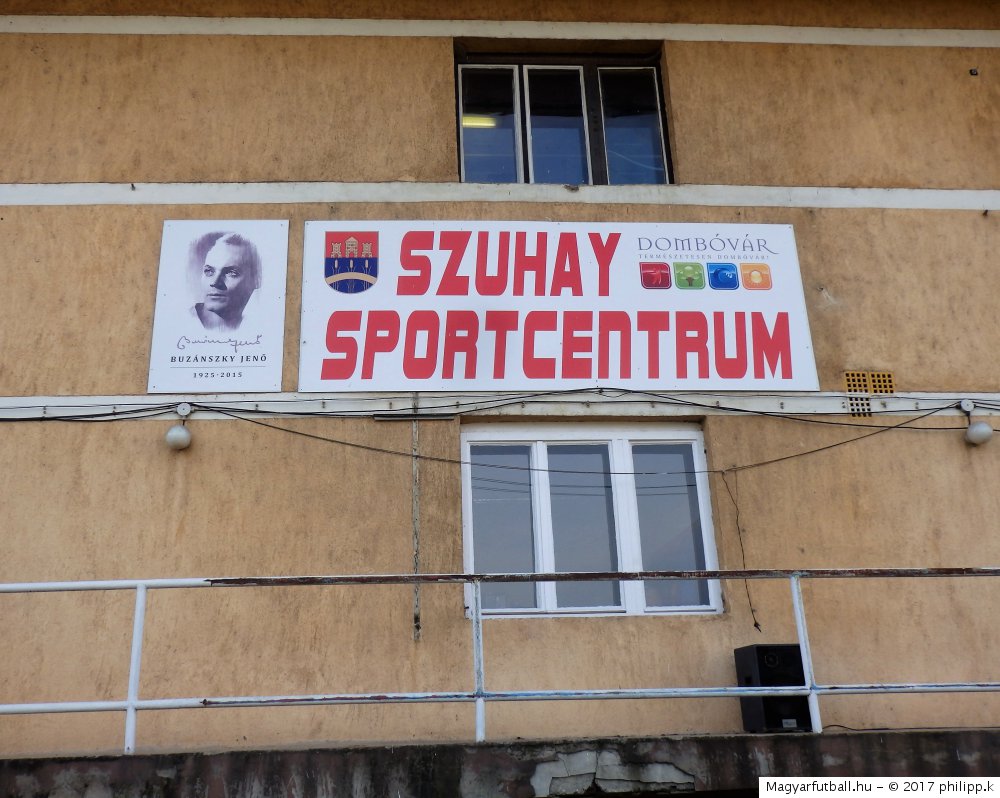 BUZÁNSZKY JENŐ
1925 - 2015
SZUHAY
SPORTCENTRUM
DOMBÓVÁR
TERMÉSZETESEN DOMBÓVÁR!
Magyarfutball.hu – © 2017 philipp.k